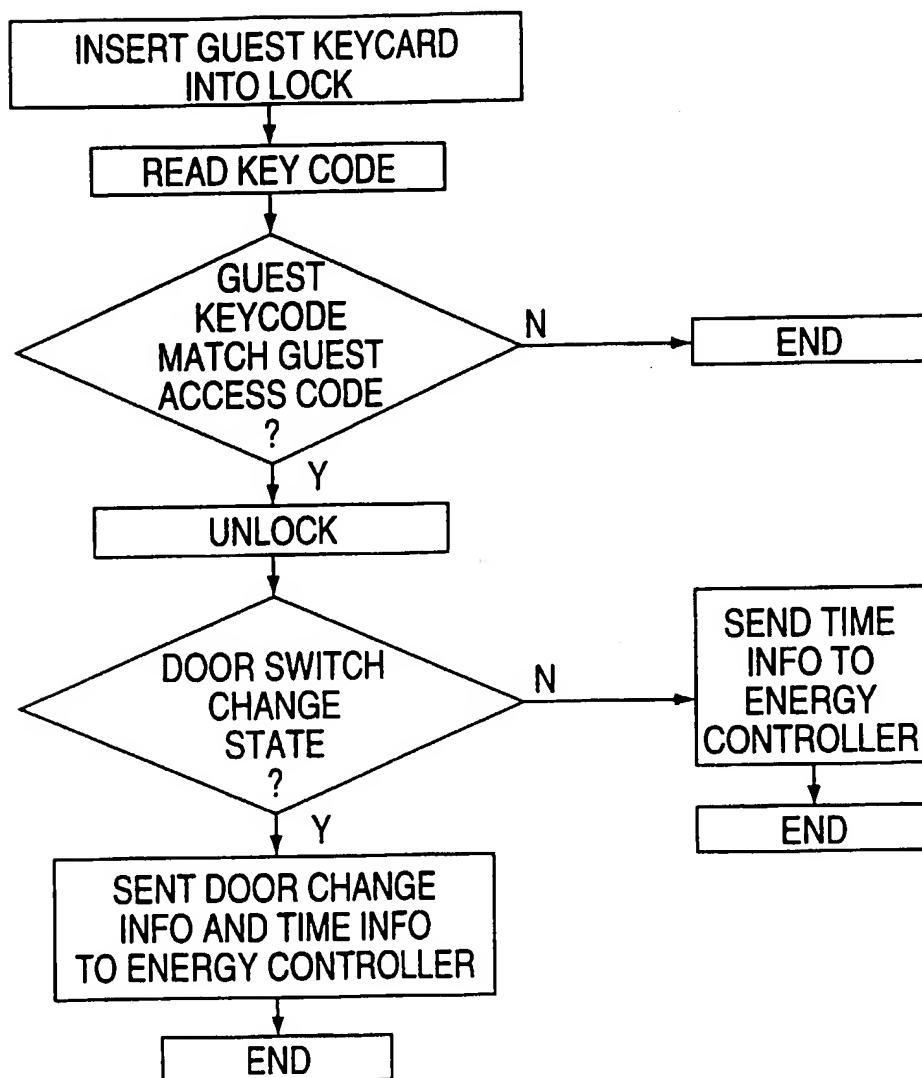 INSERT GUEST KEYCARD
INTO LOCK
READ KEY CODE
GUEST
KEYCODE
MATCH GUEST
ACCESS CODE
?
N
END
Y
UNLOCK
DOOR SWITCH
CHANGE
STATE
?
N
SEND TIME
INFO TO
ENERGY
CONTROLLER
END
Y
SENT DOOR CHANGE
INFO AND TIME INFO
TO ENERGY CONTROLLER
END